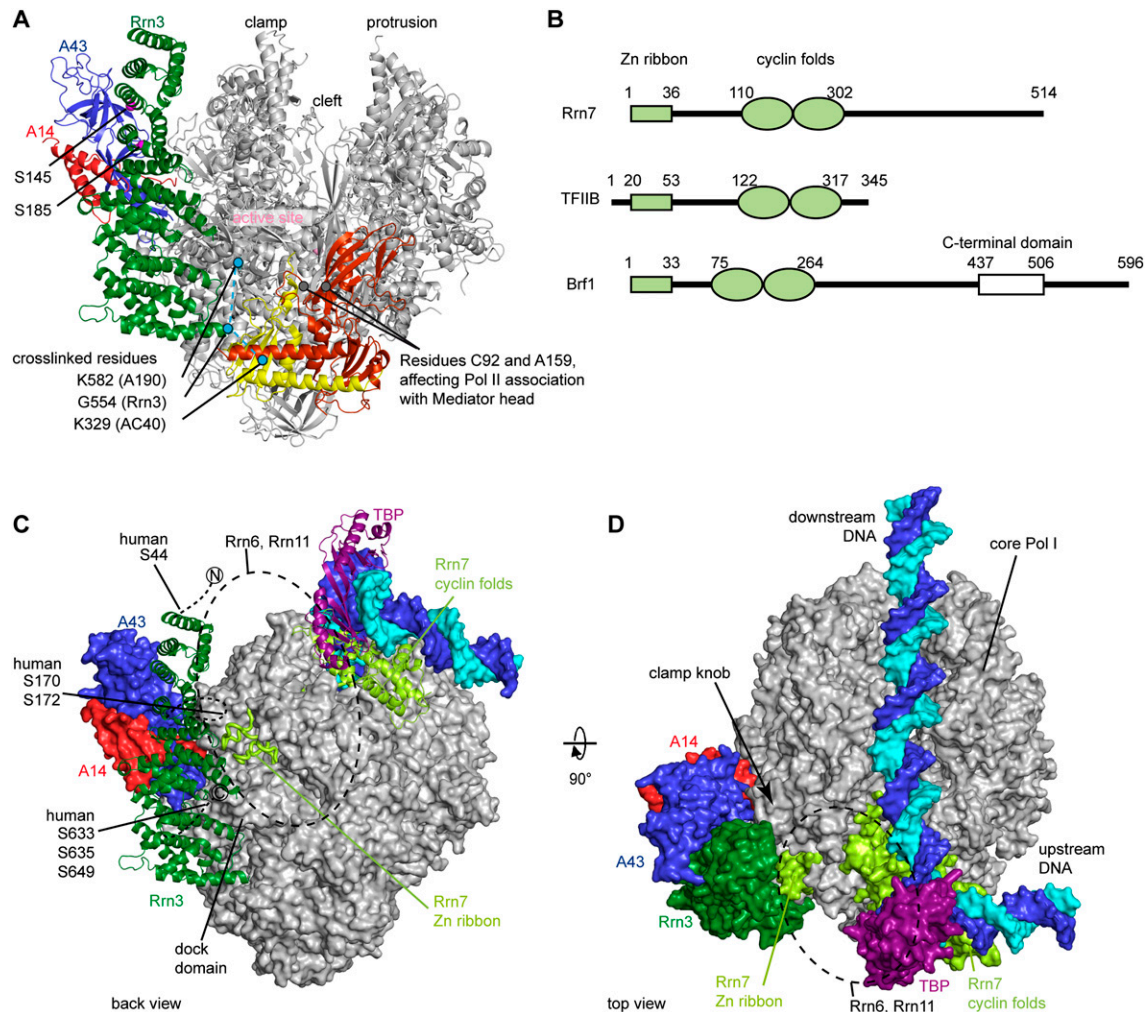 A
Rrn3
clamp
protrusion
A43
cleft
A14
S145
S185
active site
crosslinked residues
K582 (A190)
G554 (Rrn3)
K329 (AC40)
Residues C92 and A159,
affecting Pol II association
with Mediator head
B
Zn ribbon
cyclin folds
1 36 110 302 514
Rrn7
1 20 53 122 317 345
TFIIB
C-terminal domain
1 33 75 264 437 506 596
Brf1
C
TBP
human
S44
Rrn6, Rrn11
N
Rrn7
cyclin folds
A43
human
S170
S172
A14
C
human
S633
S635
S649
Rrn3
Rrn7
Zn ribbon
dock
domain
back view
90°
D
downstream
DNA
core Pol I
clamp knob
A14
A43
upstream
DNA
Rrn3
Rrn7
Zn ribbon
TBP
Rrn7
cyclin folds
Rrn6, Rrn11
top view